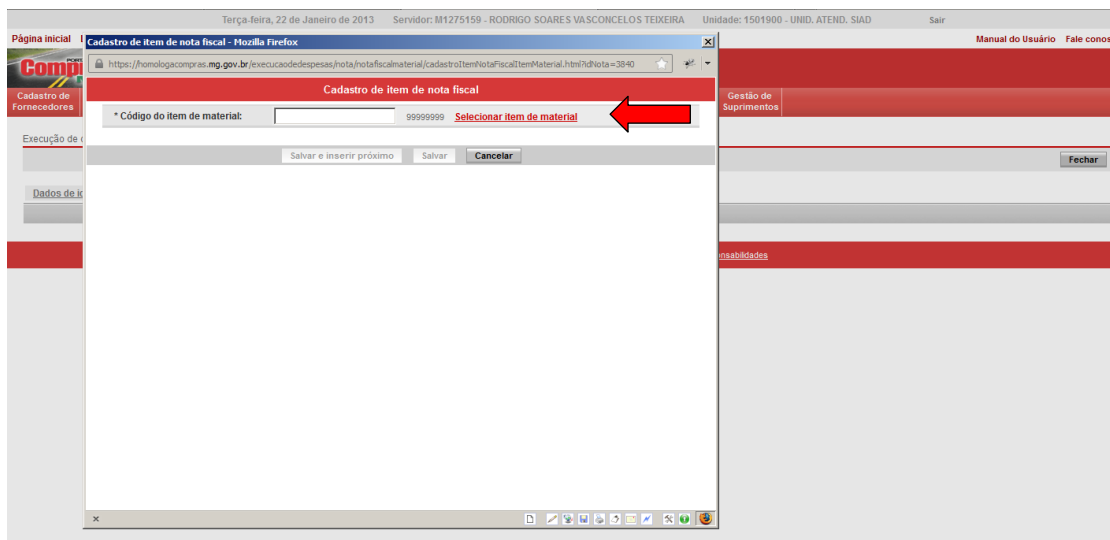 Terça-feira, 22 de Janeiro de 2013 Servidor: M1275159 - RODRIGO SOARES VASCONCELOS TEIXEIRA Unidade: 1501900 - UNID. ATEND. SIAD Sair
Página inicial
Manual do Usuário Fale conos
Cadastro de item de nota fiscal - Mozilla Firefox
https://homologacompras.mg.gov.br/execucaodedespesas/nota/notafiscalmaterial/cadastroItemNotaFiscalItemMaterial.html?idNota=3840
Comp
Cadastro de item de nota fiscal
Cadastro de
Fornecedores
Gestão de
Suprimentos
* Código do item de material: 99999999 Selecionar item de material
Execução de
Salvar e inserir próximo Salvar Cancelar
Fechar
Dados de id
nsabilidades